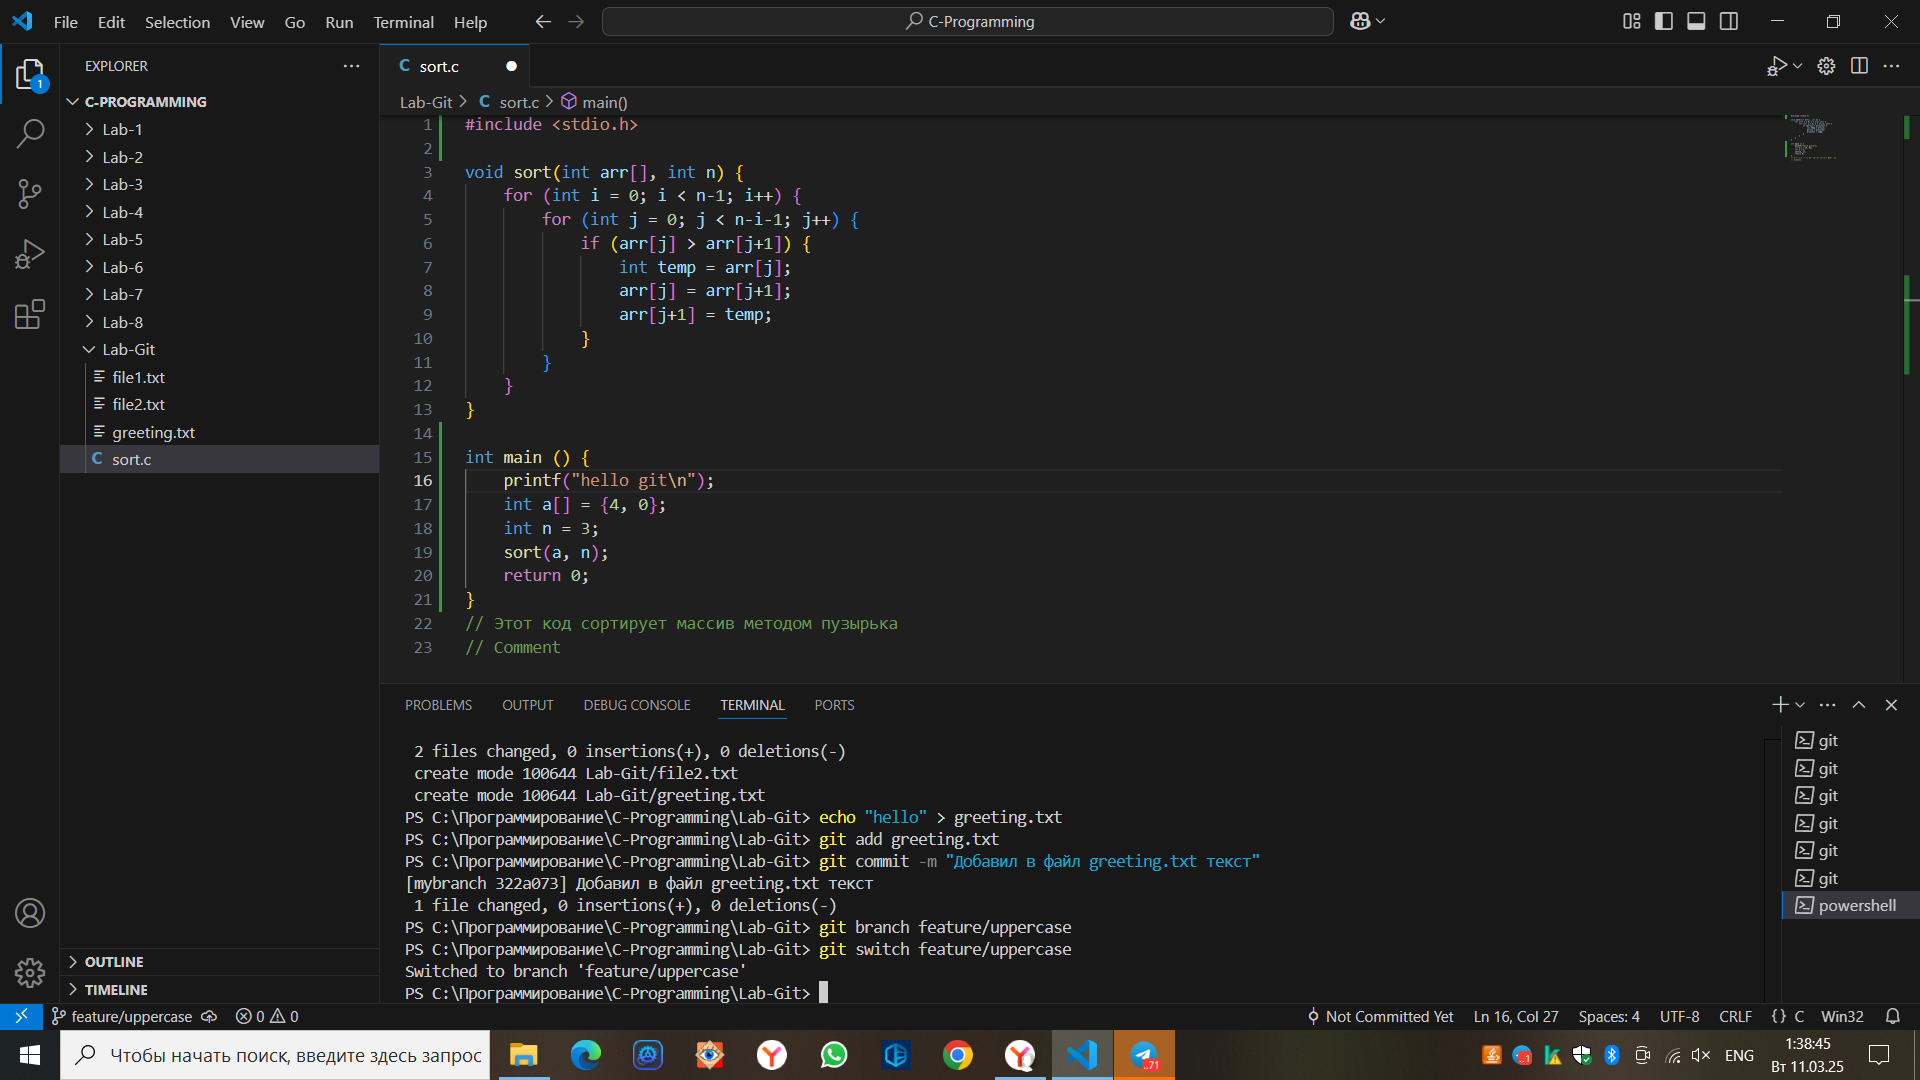 File Edit Selection View Go Run Terminal Help
C-Programming
EXPLORER
1
C-PROGRAMMING
Lab-1
Lab-2
Lab-3
Lab-4
Lab-5
Lab-6
Lab-7
Lab-8
Lab-Git
file1.txt
file2.txt
greeting.txt
C sort.c
OUTLINE
TIMELINE
C sort.c
Lab-Git > C sort.c > main()
1 #include <stdio.h>
2
3 void sort(int arr[], int n) {
4 for (int i = 0; i < n-1; i++) {
5 for (int j = 0; j < n-i-1; j++) {
6 if (arr[j] > arr[j+1]) {
7 int temp = arr[j];
8 arr[j] = arr[j+1];
9 arr[j+1] = temp;
10 }
11 }
12 }
13 }
14
15 int main () {
16 printf("hello git\n");
17 int a[] = {4, 0};
18 int n = 3;
19 sort(a, n);
20 return 0;
21 }
22 // Этот код сортирует массив методом пузырька
23 // Comment
PROBLEMS OUTPUT DEBUG CONSOLE TERMINAL PORTS
2 files changed, 0 insertions(+), 0 deletions(-)
create mode 100644 Lab-Git/file2.txt
create mode 100644 Lab-Git/greeting.txt
PS C:\Программирование\C-Programming\Lab-Git> echo "hello" > greeting.txt
PS C:\Программирование\C-Programming\Lab-Git> git add greeting.txt
PS C:\Программирование\C-Programming\Lab-Git> git commit -m "Добавил в файл greeting.txt текст"
[mybranch 322a073] Добавил в файл greeting.txt текст
1 file changed, 0 insertions(+), 0 deletions(-)
PS C:\Программирование\C-Programming\Lab-Git> git branch feature/uppercase
PS C:\Программирование\C-Programming\Lab-Git> git switch feature/uppercase
Switched to branch 'feature/uppercase'
PS C:\Программирование\C-Programming\Lab-Git>
git
git
git
git
git
git
powershell
feature/uppercase 0 0 Not Committed Yet Ln 16, Col 27 Spaces: 4 UTF-8 CRLF {} C Win32
Чтобы начать поиск, введите здесь запрос
..71
ENG
1:38:45
Вт 11.03.25